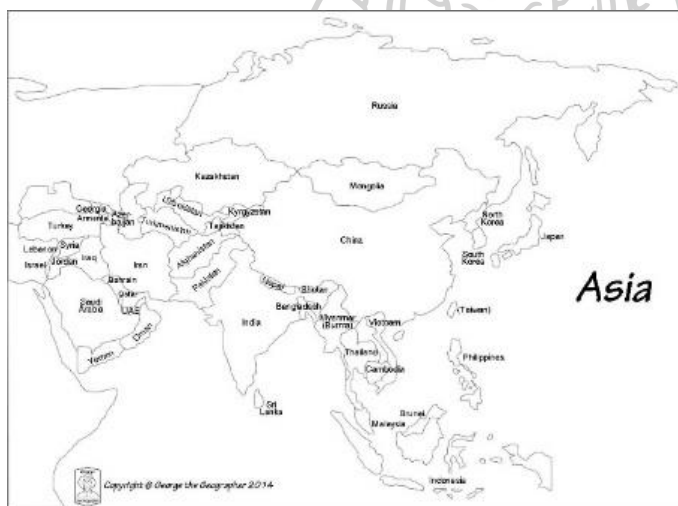 Russia
Kazakhstan
Mongolia
Uzbekistan
Kyrgyzstan
Georgia
Armenia
Azer-
baijan
Turkmenistan
Tajikistan
Turkey
North
Korea
Japan
China
South
Korea
Lebanon
Syria
Israel
Jordan
Iraq
Iran
Afghanistan
Pakistan
Bahrain
Qatar
UAE
Saudi
Arabia
Oman
Yemen
Nepal
Bhutan
Bangladesh
India
Myanmar
(Burma)
Vietnam
(Taiwan)
Asia
Thailand
Cambodia
Philippines
Sri
Lanka
Brunei
Malaysia
Indonesia
Copyright © George the Geographer 2014